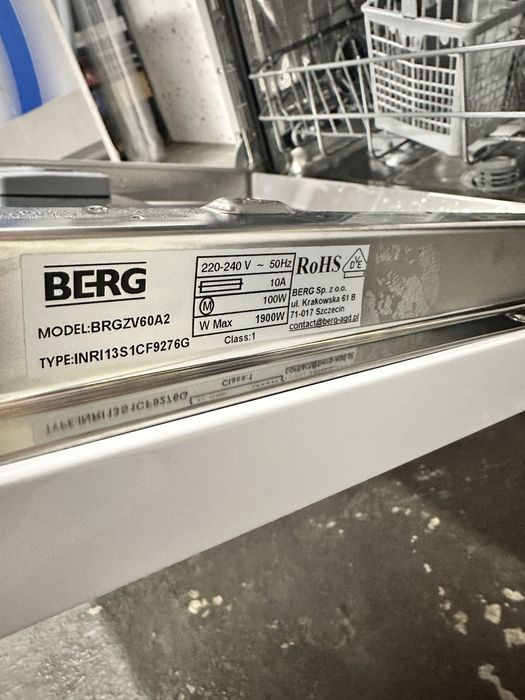 BERG
MODEL:BRGZV60A2
TYPE:INRI13S1CF9276G
220-240 V ~ 50Hz
10A
M 100W
W Max 1900W
Class:1
RoHS
VDE
BERG Sp. z o.o.
ul. Krakowska 61 B
71-017 Szczecin
contact@berg-agd.pl